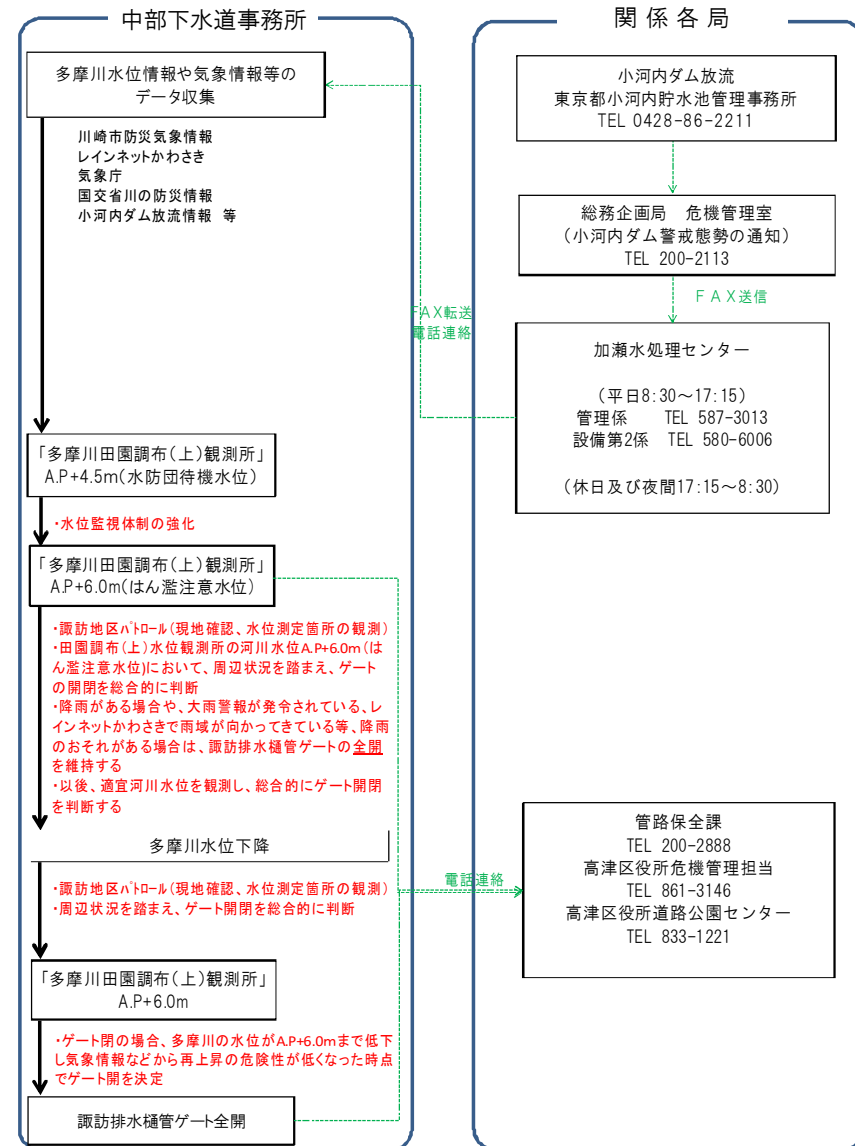 中部下水道事務所
多摩川水位情報や気象情報等の
データ収集
川崎市防災気象情報
レインネットかわさき
気象庁
国交省川の防災情報
小河内ダム放流情報 等
「多摩川田園調布(上)観測所」
A.P+4.5m(水防団待機水位)
・水位監視体制の強化
「多摩川田園調布(上)観測所」
A.P+6.0m(はん濫注意水位)
・諏訪地区パトロール(現地確認、水位測定箇所の観測)
・田園調布(上)水位観測所の河川水位A.P+6.0m(は
ん濫注意水位)において、周辺状況を踏まえ、ゲート
の開閉を総合的に判断
・降雨がある場合や、大雨警報が発令されている、レ
インネットかわさきで雨域が向かってきている等、降雨
のおそれがある場合は、諏訪排水樋管ゲートの全開
を維持する
・以後、適宜河川水位を観測し、総合的にゲート開閉
を判断する
多摩川水位下降
・諏訪地区パトロール(現地確認、水位測定箇所の観測)
・周辺状況を踏まえ、ゲート開閉を総合的に判断
「多摩川田園調布(上)観測所」
A.P+6.0m
・ゲート閉の場合、多摩川の水位がA.P+6.0mまで低下
し気象情報などから再上昇の危険性が低くなった時点
でゲート開を決定
諏訪排水樋管ゲート全開
FAX転送
電話連絡
電話連絡
関係各局
小河内ダム放流
東京都小河内貯水池管理事務所
TEL 0428-86-2211
総務企画局 危機管理室
(小河内ダム警戒態勢の通知)
TEL 200-2113
FAX送信
加瀬水処理センター
(平日8:30~17:15)
管理係 TEL 587-3013
設備第2係 TEL 580-6006
(休日及び夜間17:15~8:30)
管路保全課
TEL 200-2888
高津区役所危機管理担当
TEL 861-3146
高津区役所道路公園センター
TEL 833-1221